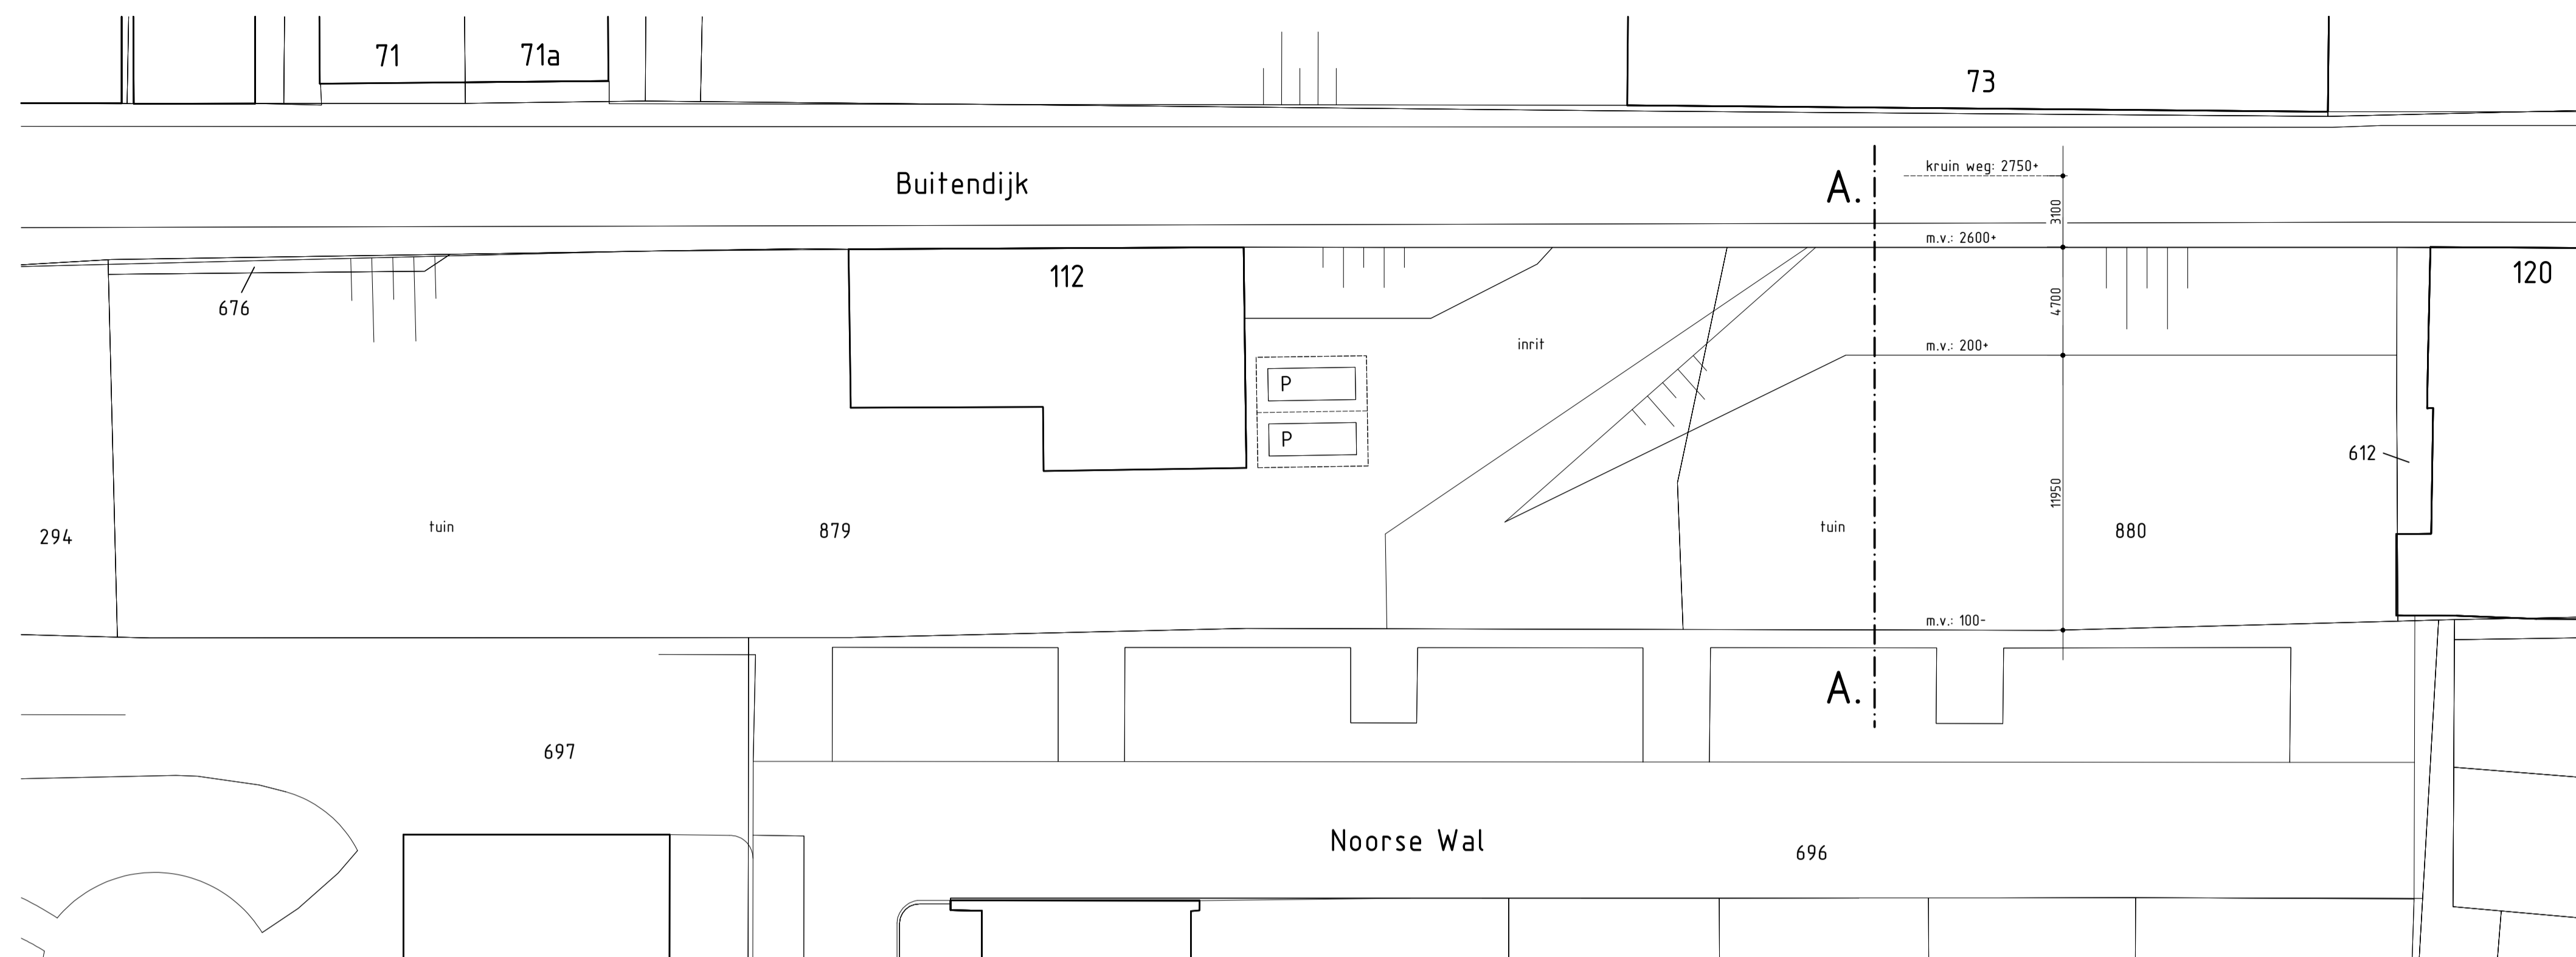 71
71a
73
kruin weg: 2750+
Buitendijk
A.
3100
m.v.: 2600+
112
120
676
4700
inrit
m.v.: 200+
P
P
612
11950
294
tuin
879
tuin
880
m.v.: 100-
A.
697
Noorse Wal
696